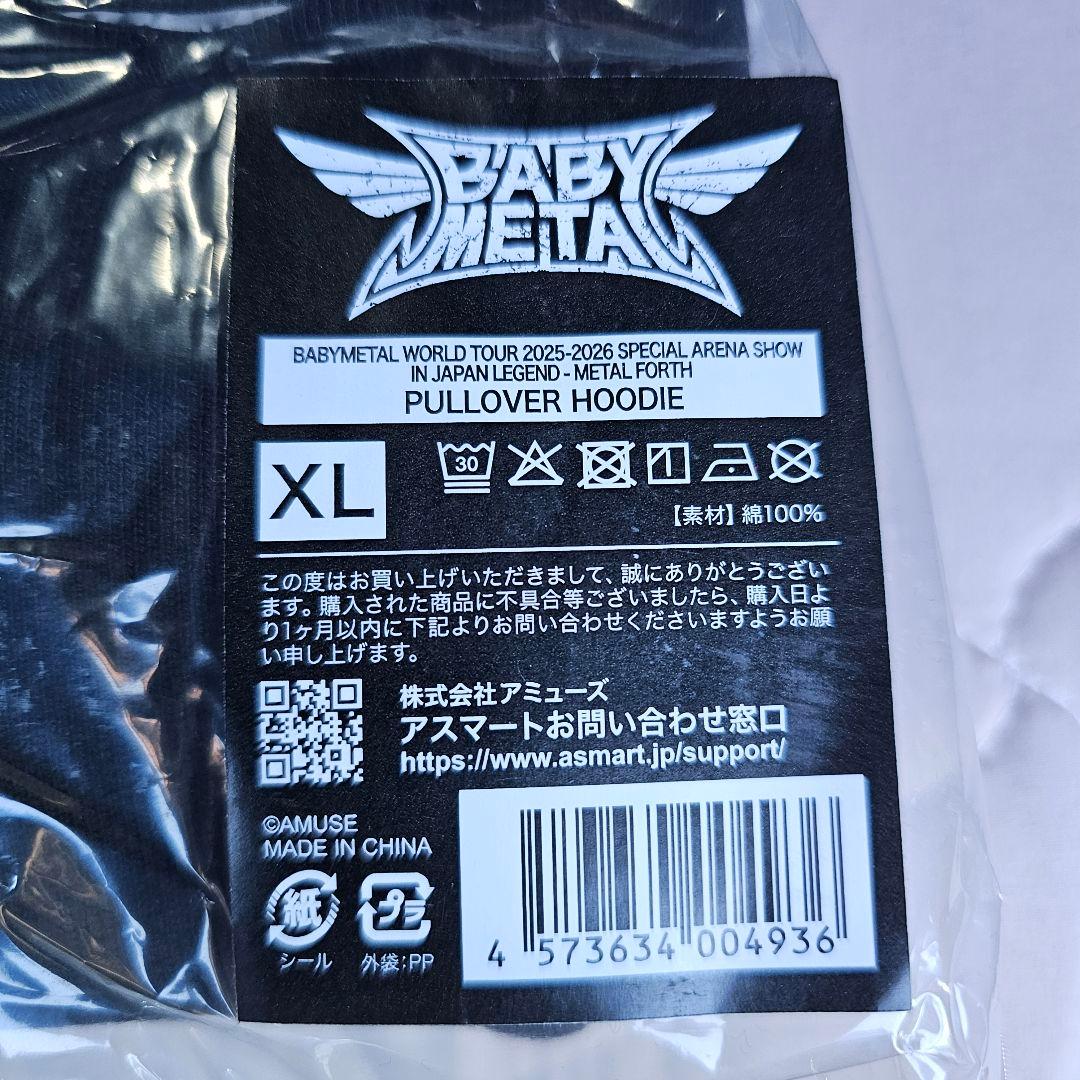 BABY
METAL
BABYMETAL WORLD TOUR 2025-2026 SPECIAL ARENA SHOW
IN JAPAN LEGEND - METAL FORTH
PULLOVER HOODIE
XL
30
【素材】綿100%
この度はお買い上げいただきまして、誠にありがとうござい
ます。購入された商品に不具合等ございましたら、購入日よ
り1ヶ月以内に下記よりお問い合わせくださいますようお願
い申し上げます。
株式会社アミューズ
アスマートお問い合わせ窓口
https://www.asmart.jp/support/
©AMUSE
MADE IN CHINA
紙
シール
プラ
外袋:PP
4 573634 004936